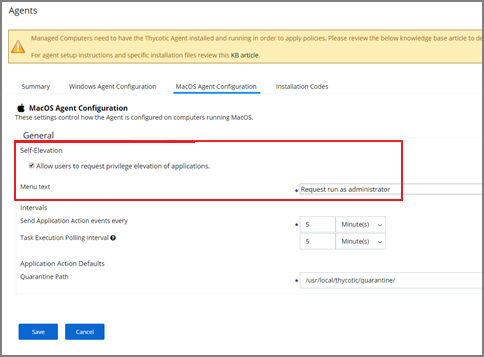 Agents
Managed Computers need to have the Thycotic Agent installed and running in order to apply policies. Please review the below knowledge base article to de
For agent setup instructions and specific installation files review this KB article.
Summary Windows Agent Configuration MacOS Agent Configuration Installation Codes
MacOS Agent Configuration
These settings control how the Agent is configured on computers running MacOS.
General
Self-Elevation
Allow users to request privilege elevation of applications.
Menu text * Request run as administrator
Intervals
Send Application Action events every * 5 Minute(s)
Task Execution Polling Interval 5 Minute(s)
Application Action Defaults
Quarantine Path * /usr/local/thycotic/quarantine/
Save Cancel